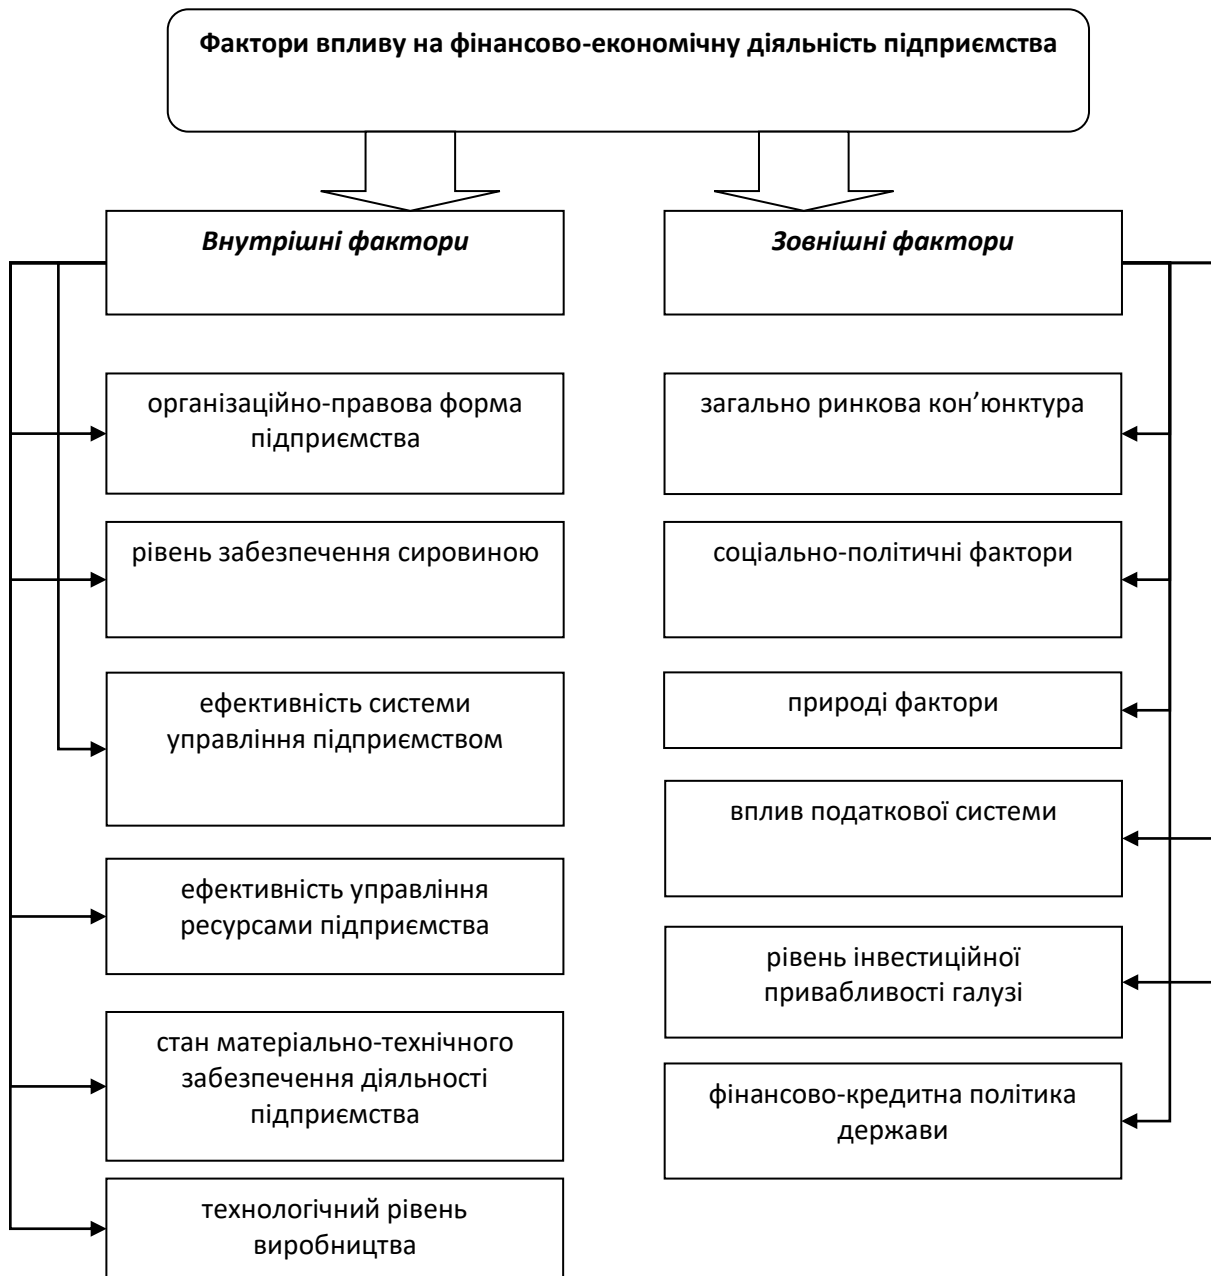 Фактори впливу на фінансово-економічну діяльність підприємства
Внутрішні фактори
організаційно-правова форма
підприємства
рівень забезпечення сировиною
ефективність системи
управління підприємством
ефективність управління
ресурсами підприємства
стан матеріально-технічного
забезпечення діяльності
підприємства
технологічний рівень
виробництва
Зовнішні фактори
загально ринкова кон’юнктура
соціально-політичні фактори
природі фактори
вплив податкової системи
рівень інвестиційної
привабливості галузі
фінансово-кредитна політика
держави